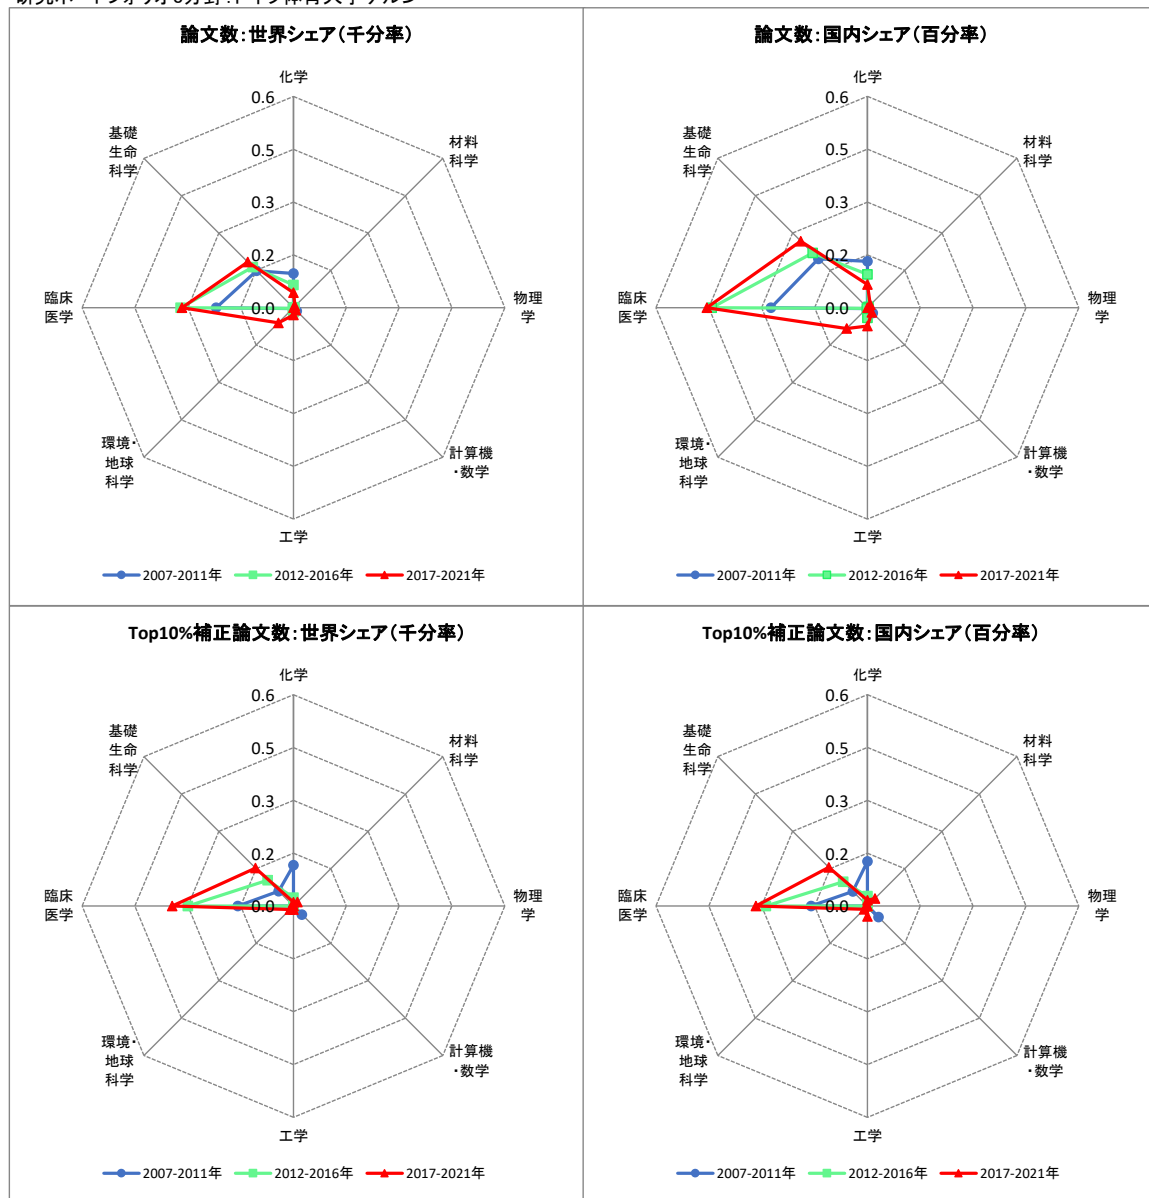 論文数：世界シェア（千分率）
化学
材料
科学
物理
学
計算機
・数学
工学
環境・
地球
科学
臨床
医学
基礎
生命
科学
0.6
0.5
0.3
0.2
0.0
2007-2011年 2012-2016年 2017-2021年
論文数：国内シェア（百分率）
化学
材料
科学
物理
学
計算機
・数学
工学
環境・
地球
科学
臨床
医学
基礎
生命
科学
0.6
0.5
0.3
0.2
0.0
2007-2011年 2012-2016年 2017-2021年
Top10%補正論文数：世界シェア（千分率）
化学
材料
科学
物理
学
計算機
・数学
工学
環境・
地球
科学
臨床
医学
基礎
生命
科学
0.6
0.5
0.3
0.2
0.0
2007-2011年 2012-2016年 2017-2021年
Top10%補正論文数：国内シェア（百分率）
化学
材料
科学
物理
学
計算機
・数学
工学
環境・
地球
科学
臨床
医学
基礎
生命
科学
0.6
0.5
0.3
0.2
0.0
2007-2011年 2012-2016年 2017-2021年